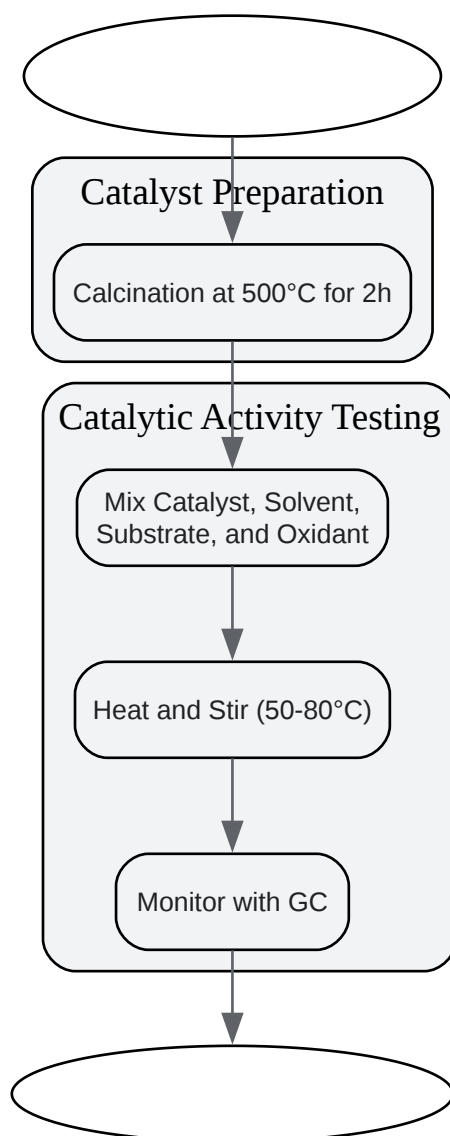 Catalyst Preparation
Calcination at 500°C for 2h
Catalytic Activity Testing
Mix Catalyst, Solvent,
Substrate, and Oxidant
Heat and Stir (50-80°C)
Monitor with GC